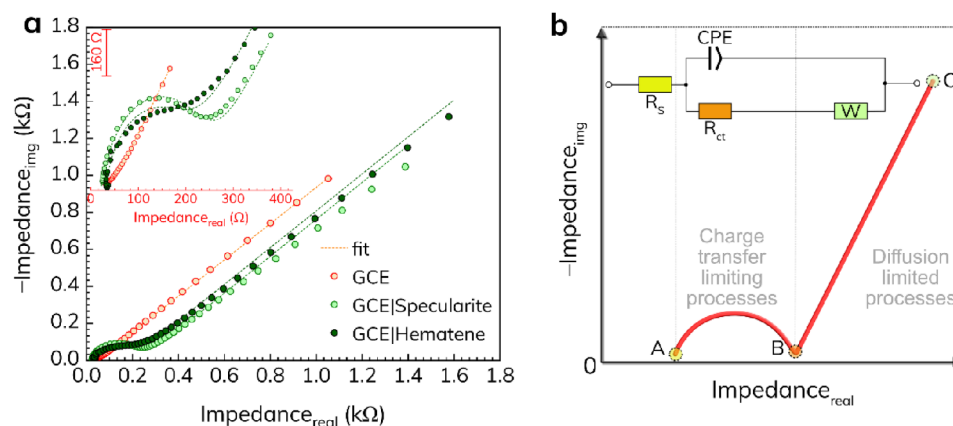 a
1.8
1.6
1.4
1.2
1.0
0.8
0.6
0.4
0.2
0.0
–Impedance_img (kΩ)
160 Ω
0 100 200 300 400
Impedance_real (Ω)
fit
GCE
GCE|Specularite
GCE|Hematene
0.0 0.2 0.4 0.6 0.8 1.0 1.2 1.4 1.6 1.8
Impedance_real (kΩ)
b
–Impedance_img
CPE
R_s
R_ct
W
C
Charge
transfer
limiting
processes
Diffusion
limited
processes
A
B
0
Impedance_real